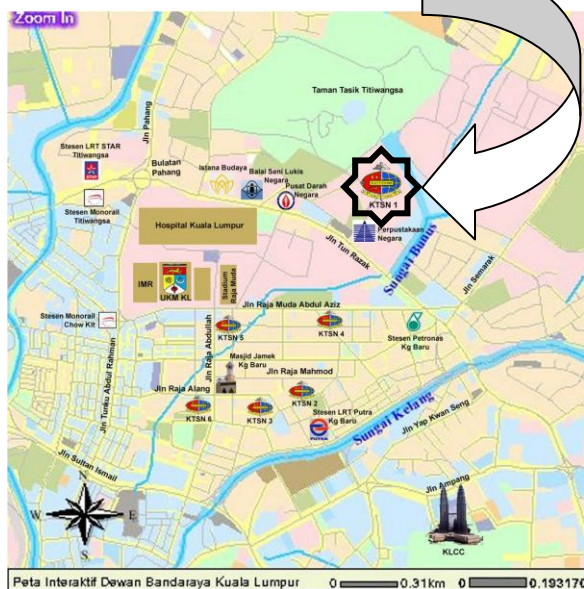 Zoom In
Taman Tasik Titiwangsa
Jln Pahang
Stesen LRT STAR
Titiwangsa
STAR
Bulatan
Pahang
Istana Budaya
Balai Seni Lukis
Negara
Pusat Darah
Negara
KTSN 1
Stesen Monorail
Titiwangsa
Hospital Kuala Lumpur
Perpustakaan
Negara
Jln Tun Razak
Sungai Bunus
Jln Semarak
IMR
UKM KL
Stadium
Raja Muda
Jln Raja Muda Abdul Aziz
Stesen Monorail
Chow Kit
Jln Tunku Abdul Rahman
Jln Raja Abdullah
KTSN 5
KTSN 4
Stesen Petronas
Kg Baru
Masjid Jamek
Kg Baru
Jln Raja Mahmod
Jln Raja Alang
KTSN 6
KTSN 3
KTSN 2
Stesen LRT Putra
Kg Baru
PUTRA
Sungai Kelang
Jln Yap Kwan Seng
Jln Sultan Ismail
Jln Ampang
N
W
E
S
KLCC
Peta Interaktif Dewan Bandaraya Kuala Lumpur
0
0.31km
0
0.193170